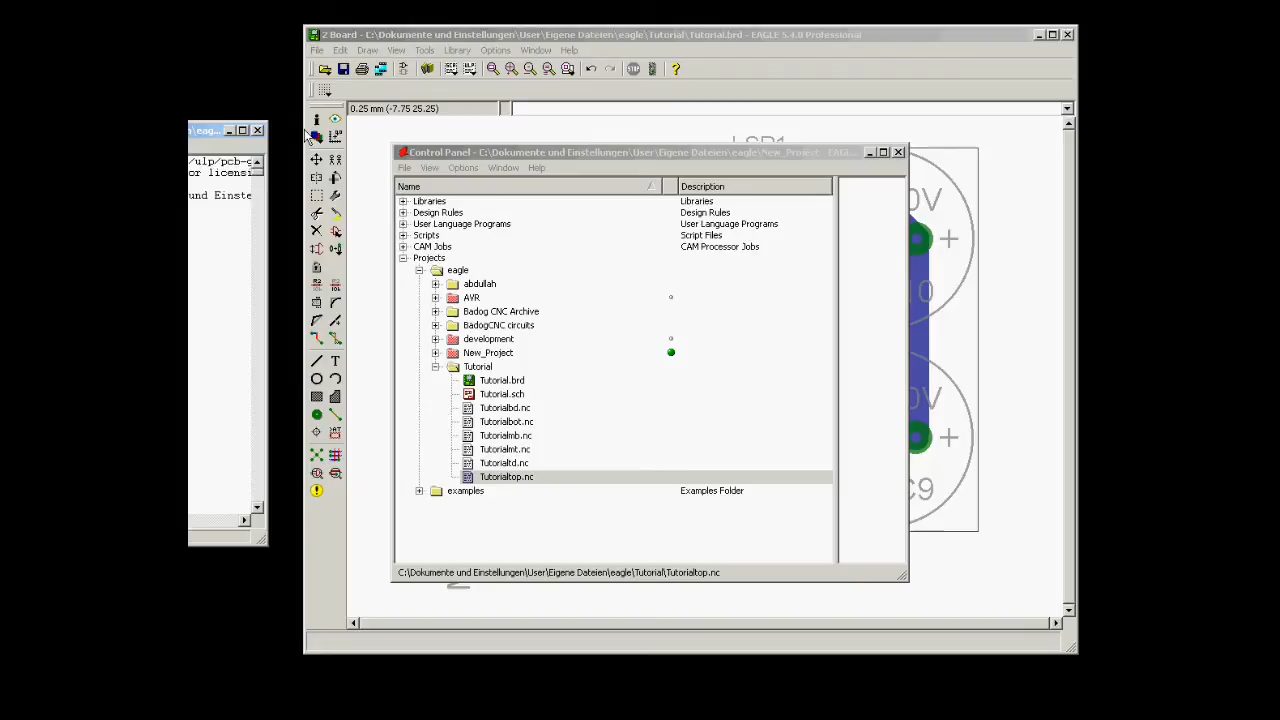 2 Board - C:\Dokumente und Einstellungen\User\Eigene Dateien\eagle\Tutorial\Tutorial.brd - EAGLE 5.4.0 Professional
File Edit Draw View Tools Library Options Window Help
0.25 mm (-7.75 25.25)
\eag...
/ulp/pcb-g
or licensi
und Einste
LSP1
Control Panel - C:\Dokumente und Einstellungen\User\Eigene Dateien\eagle\New_Project - EAGLE...
File View Options Window Help
Name Description
Libraries Libraries
Design Rules Design Rules
User Language Programs User Language Programs
Scripts Script Files
CAM Jobs CAM Processor Jobs
Projects
eagle
abdullah
AVR
Badog CNC Archive
BadogCNC circuits
development
New_Project
Tutorial
Tutorial.brd
Tutorial.sch
Tutorialbd.nc
Tutorialbot.nc
Tutorialmb.nc
Tutorialmt.nc
Tutorialtd.nc
Tutorialtop.nc
examples Examples Folder
C:\Dokumente und Einstellungen\User\Eigene Dateien\eagle\Tutorial\Tutorialtop.nc
0V
+
10
0V
+
C9